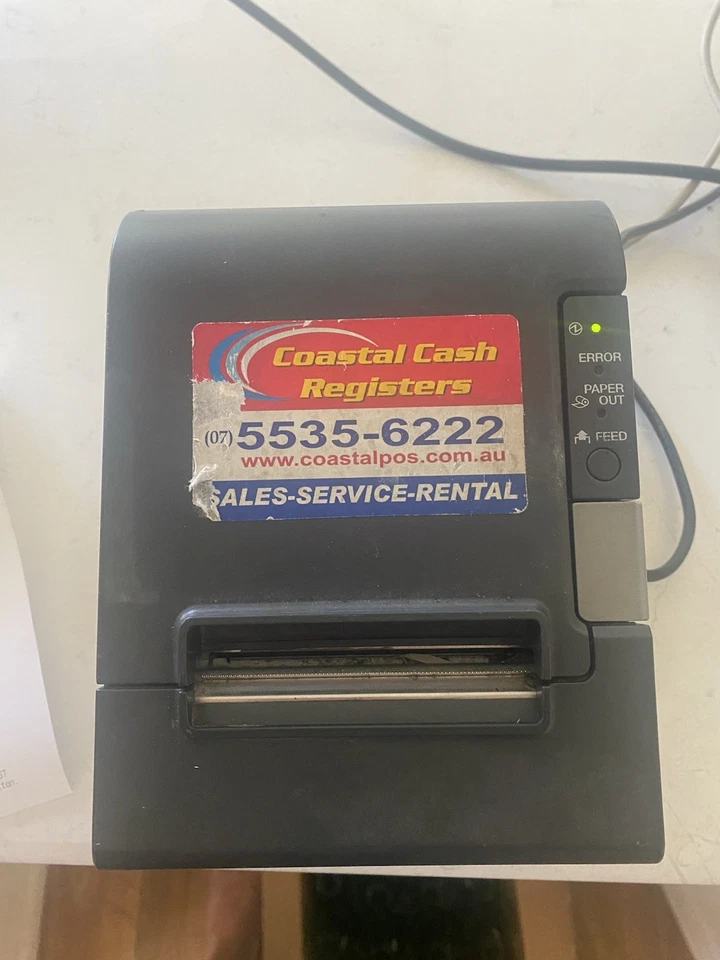 Coastal Cash
Registers
(07) 5535-6222
www.coastalpos.com.au
SALES-SERVICE-RENTAL
ERROR
PAPER
OUT
FEED